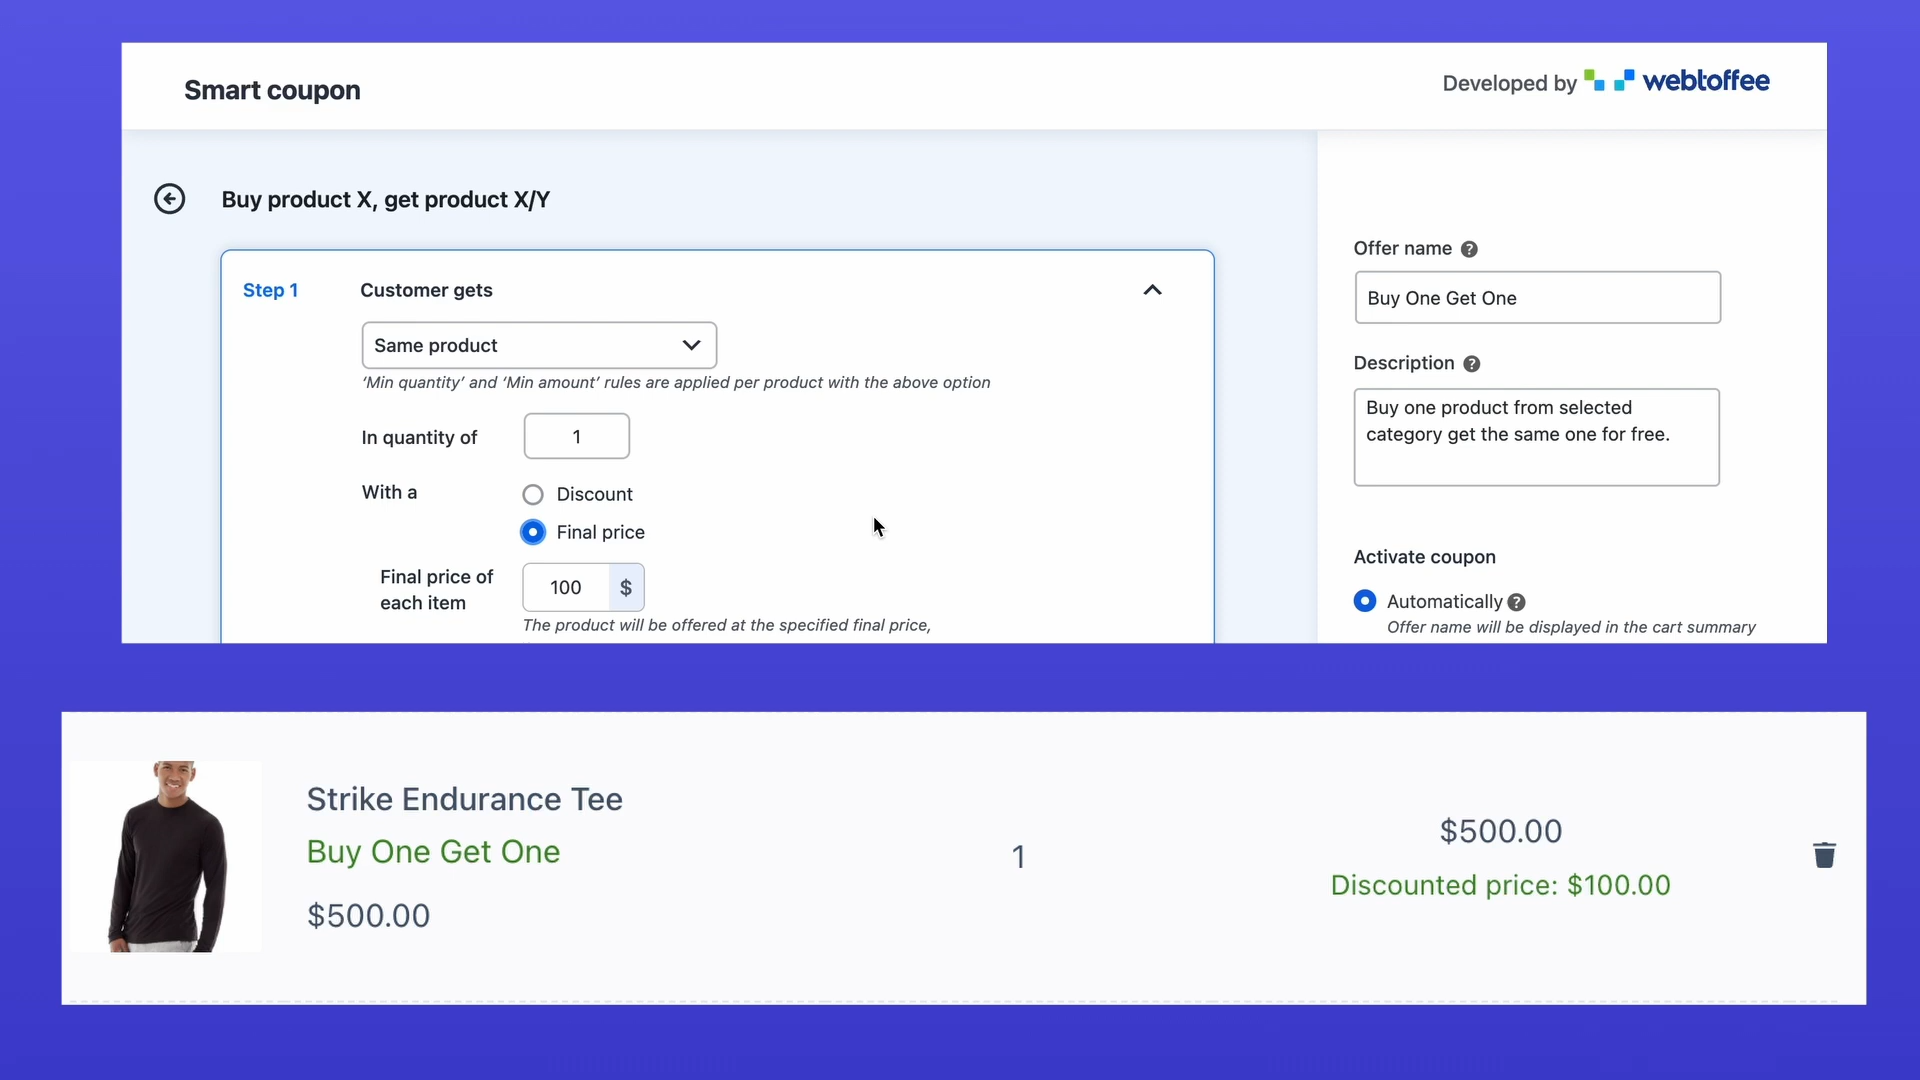 Smart coupon
Developed by webtoffee
Buy product X, get product X/Y
Step 1 Customer gets
Same product
‘Min quantity’ and ‘Min amount’ rules are applied per product with the above option
In quantity of 1
With a Discount
Final price
Final price of
each item
100 $
The product will be offered at the specified final price,
Offer name ?
Buy One Get One
Description ?
Buy one product from selected
category get the same one for free.
Activate coupon
Automatically ?
Offer name will be displayed in the cart summary
Strike Endurance Tee
Buy One Get One
$500.00
1
$500.00
Discounted price: $100.00